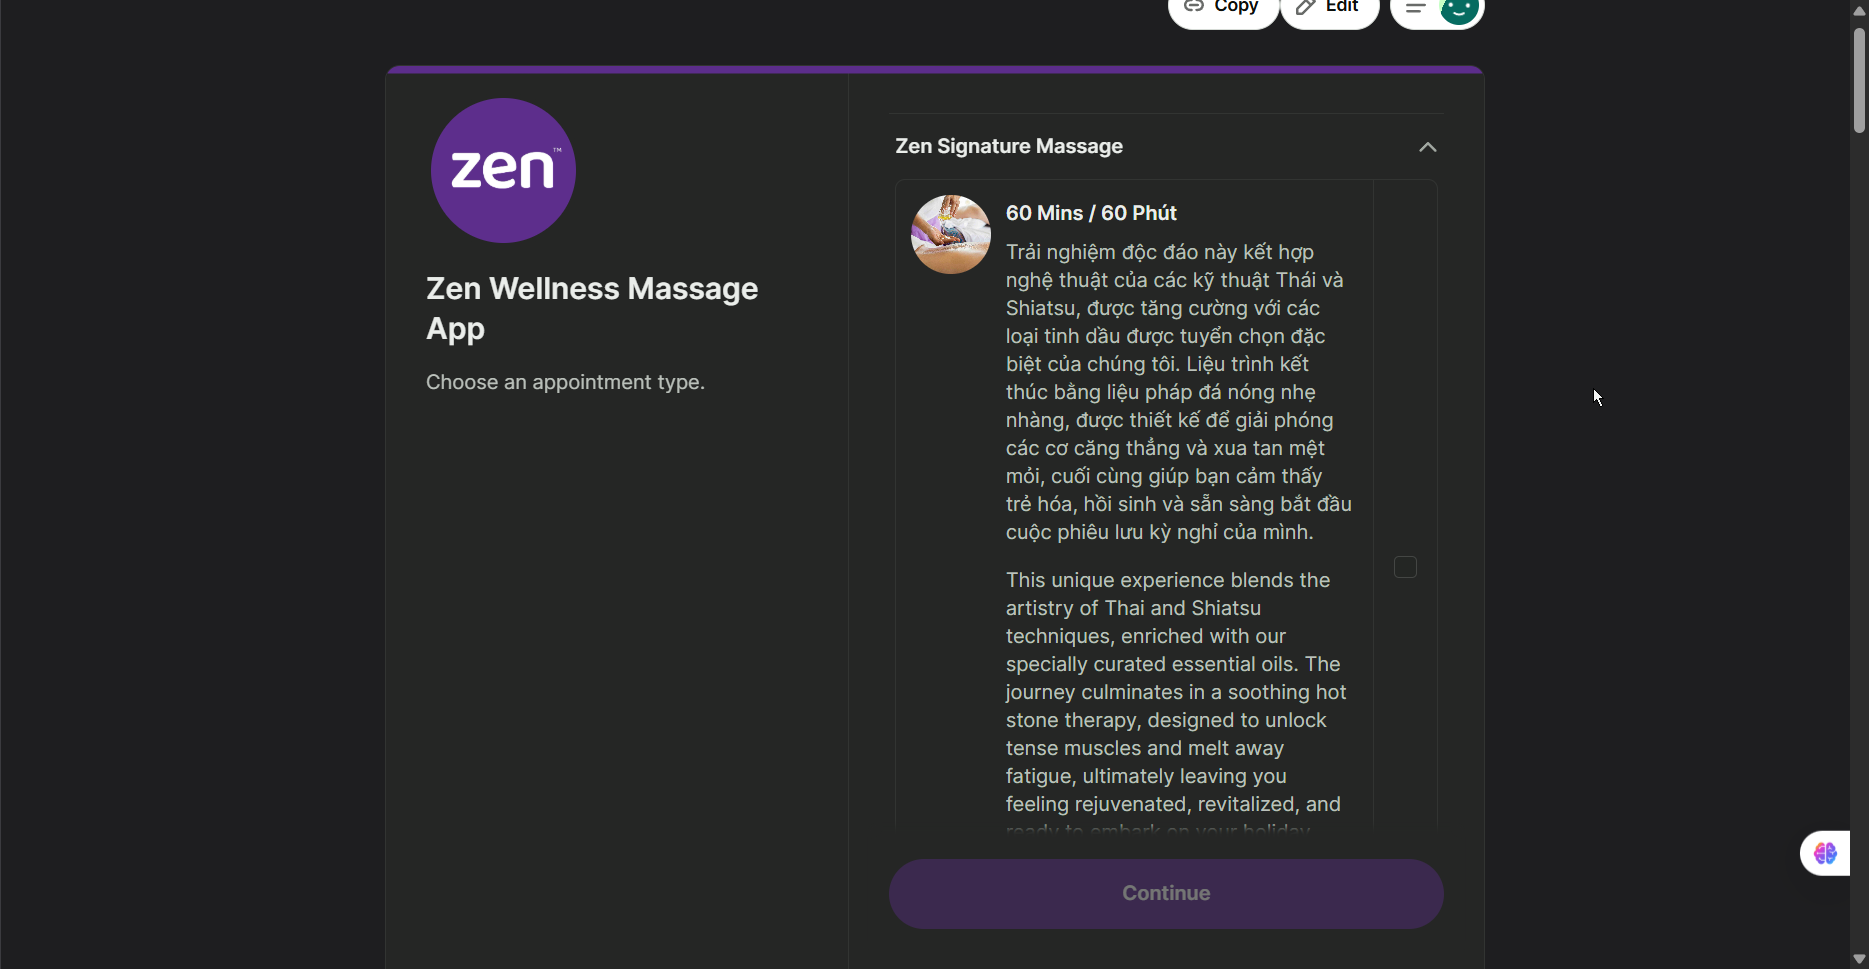 Copy
Edit
zen™
Zen Wellness Massage
App
Choose an appointment type.
Zen Signature Massage
60 Mins / 60 Phút
Trải nghiệm độc đáo này kết hợp
nghệ thuật của các kỹ thuật Thái và
Shiatsu, được tăng cường với các
loại tinh dầu được tuyển chọn đặc
biệt của chúng tôi. Liệu trình kết
thúc bằng liệu pháp đá nóng nhẹ
nhàng, được thiết kế để giải phóng
các cơ căng thẳng và xua tan mệt
mỏi, cuối cùng giúp bạn cảm thấy
trẻ hóa, hồi sinh và sẵn sàng bắt đầu
cuộc phiêu lưu kỳ nghỉ của mình.
This unique experience blends the
artistry of Thai and Shiatsu
techniques, enriched with our
specially curated essential oils. The
journey culminates in a soothing hot
stone therapy, designed to unlock
tense muscles and melt away
fatigue, ultimately leaving you
feeling rejuvenated, revitalized, and
ready to embark on your holiday
Continue